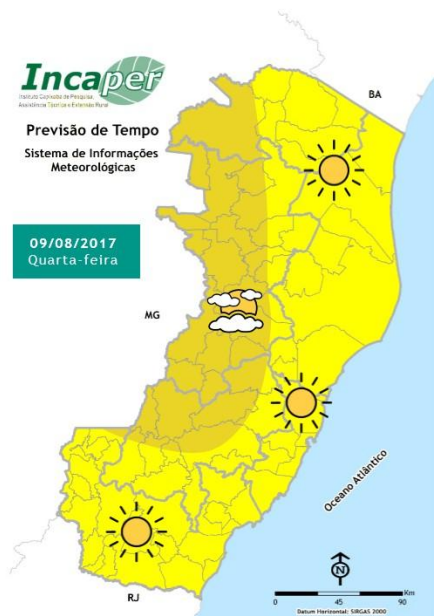 Incaper
Instituto Capixaba de Pesquisa,
Assistência Técnica e Extensão Rural
Previsão de Tempo
Sistema de Informações
Meteorológicas
09/08/2017
Quarta-feira
BA
MG
Oceano Atlântico
RJ
N
Km
0 45 90
Datum Horizontal: SIRGAS 2000